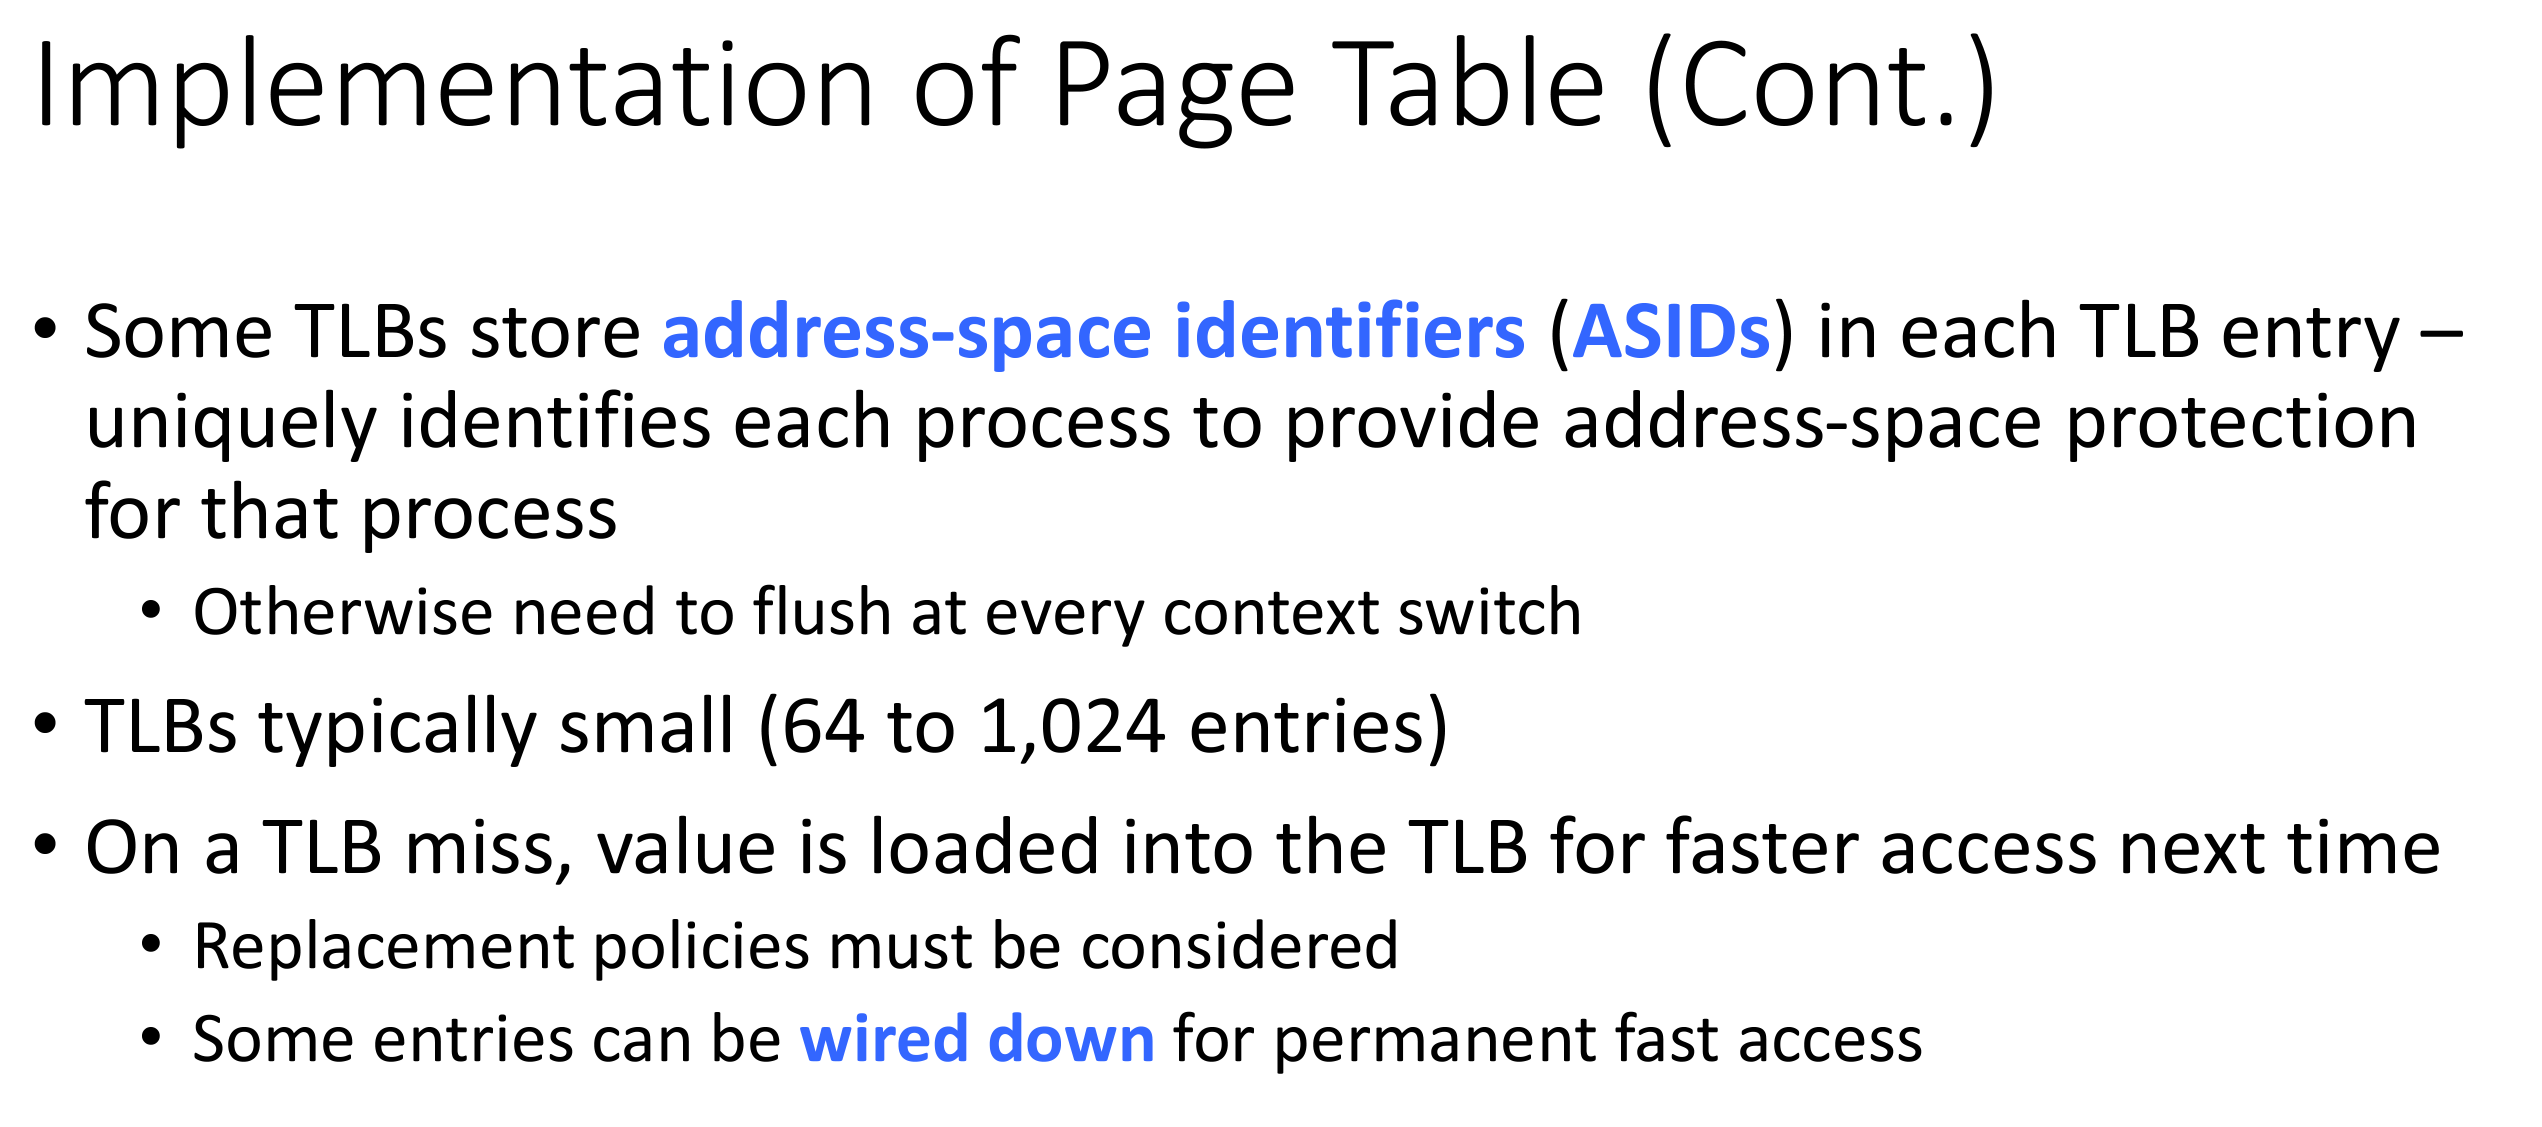 Implementation of Page Table (Cont.)
• Some TLBs store address-space identifiers (ASIDs) in each TLB entry –
uniquely identifies each process to provide address-space protection
for that process
• Otherwise need to flush at every context switch
• TLBs typically small (64 to 1,024 entries)
• On a TLB miss, value is loaded into the TLB for faster access next time
• Replacement policies must be considered
• Some entries can be wired down for permanent fast access